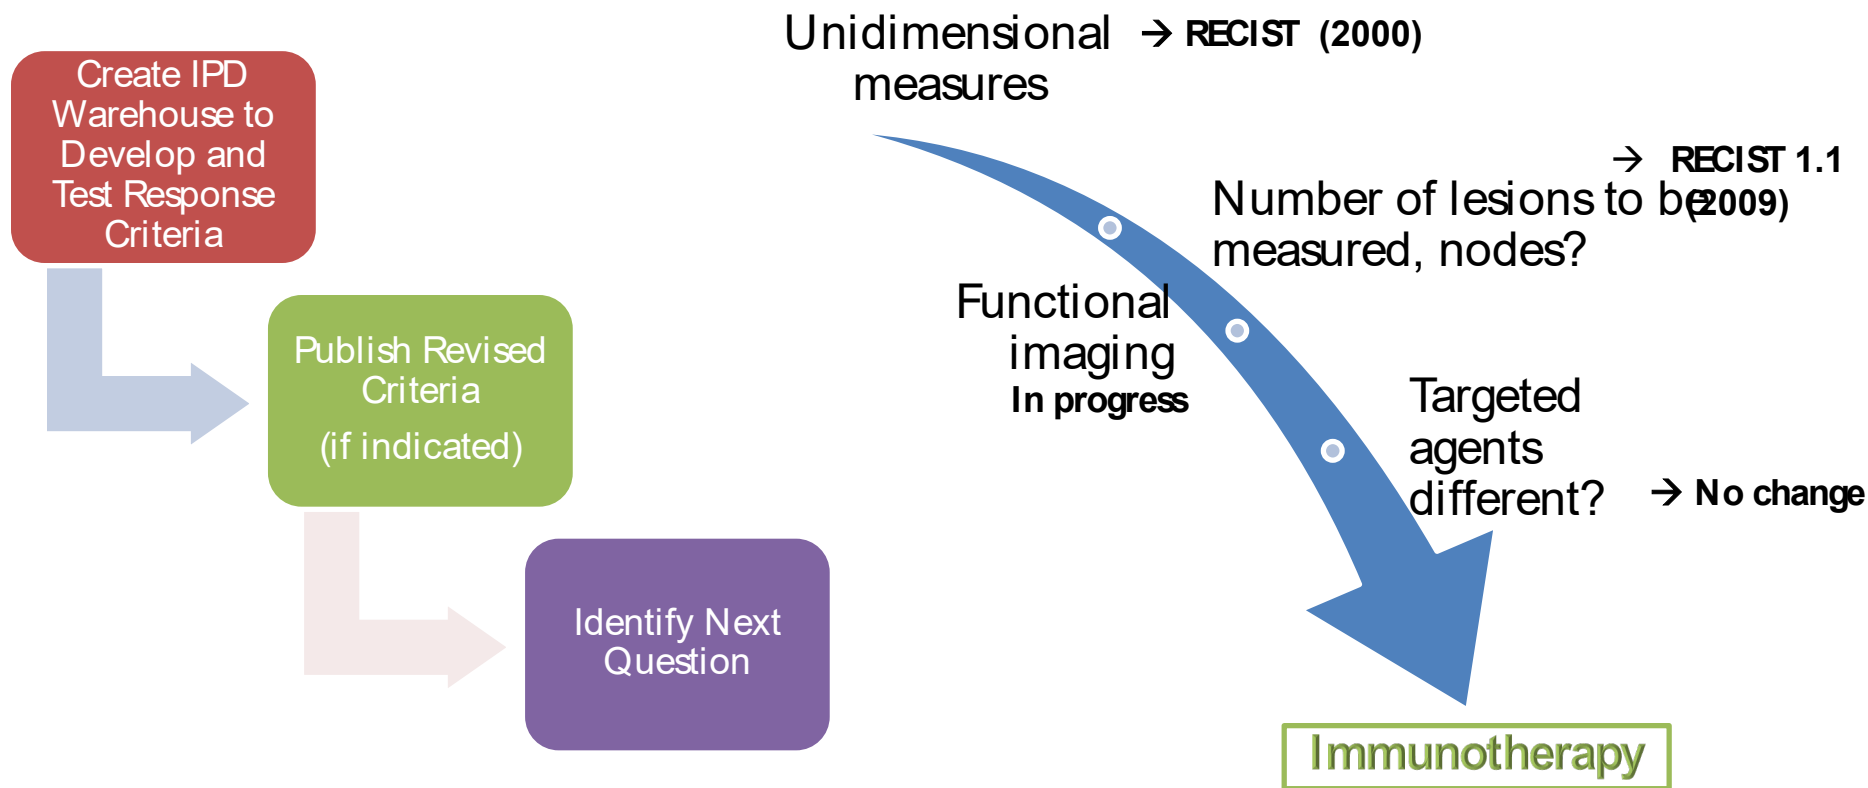 Create IPD
Warehouse to
Develop and
Test Response
Criteria
Publish Revised
Criteria
(if indicated)
Identify Next
Question
Unidimensional → RECIST (2000)
measures
→ RECIST 1.1
(2009)
Number of lesions to be
measured, nodes?
Functional
imaging
In progress
Targeted
agents
different? → No change
Immunotherapy